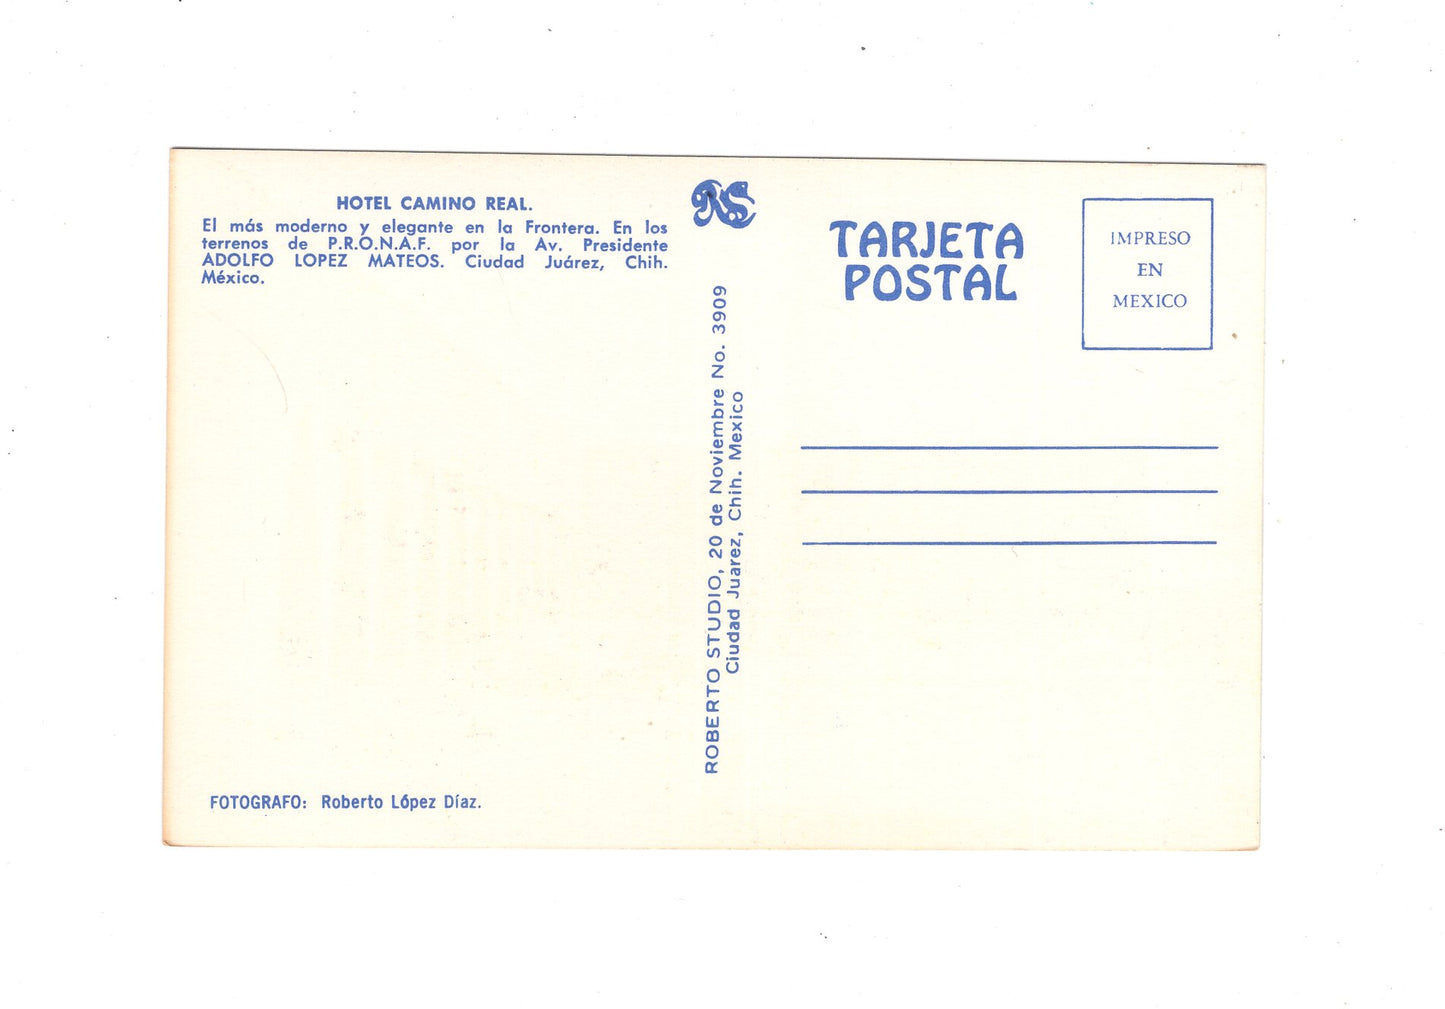 HOTEL CAMINO REAL.
El más moderno y elegante en la Frontera. En los
terrenos de P.R.O.N.A.F. por la Av. Presidente
ADOLFO LOPEZ MATEOS. Ciudad Juárez, Chih.
México.
FOTOGRAFO: Roberto López Díaz.
RS
ROBERTO STUDIO, 20 de Noviembre No. 3909
Ciudad Juarez, Chih. Mexico
TARJETA
POSTAL
IMPRESO
EN
MEXICO